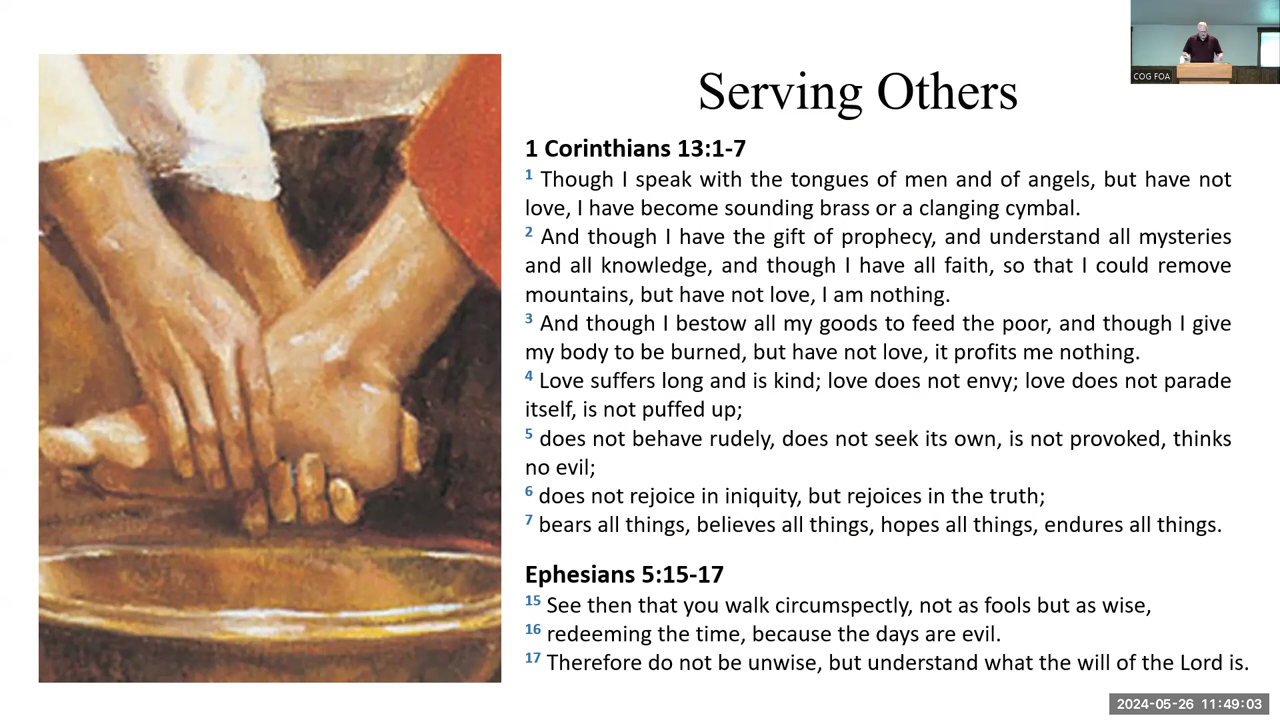 COG FOA
Serving Others
1 Corinthians 13:1-7
1 Though I speak with the tongues of men and of angels, but have not
love, I have become sounding brass or a clanging cymbal.
2 And though I have the gift of prophecy, and understand all mysteries
and all knowledge, and though I have all faith, so that I could remove
mountains, but have not love, I am nothing.
3 And though I bestow all my goods to feed the poor, and though I give
my body to be burned, but have not love, it profits me nothing.
4 Love suffers long and is kind; love does not envy; love does not parade
itself, is not puffed up;
5 does not behave rudely, does not seek its own, is not provoked, thinks
no evil;
6 does not rejoice in iniquity, but rejoices in the truth;
7 bears all things, believes all things, hopes all things, endures all things.
Ephesians 5:15-17
15 See then that you walk circumspectly, not as fools but as wise,
16 redeeming the time, because the days are evil.
17 Therefore do not be unwise, but understand what the will of the Lord is.
2024-05-26 11:49:03